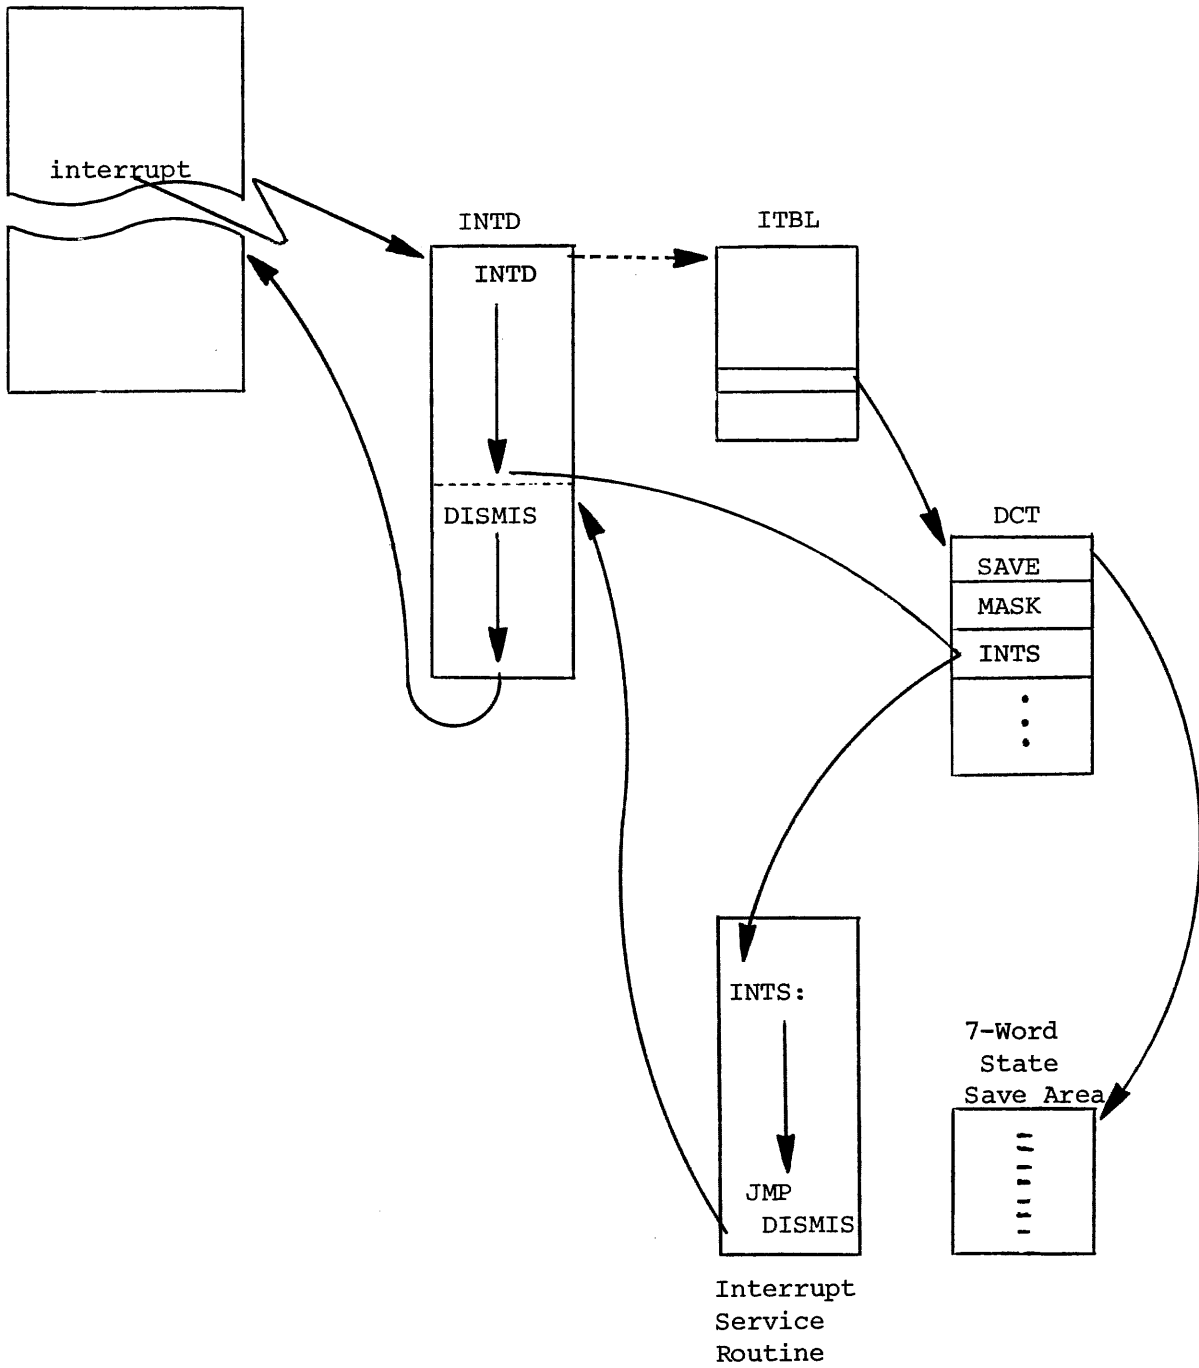 interrupt
INTD
ITBL
INTD
DISMIS
DCT
SAVE
MASK
INTS
INTS:
JMP
DISMIS
7-Word
State
Save Area
Interrupt
Service
Routine